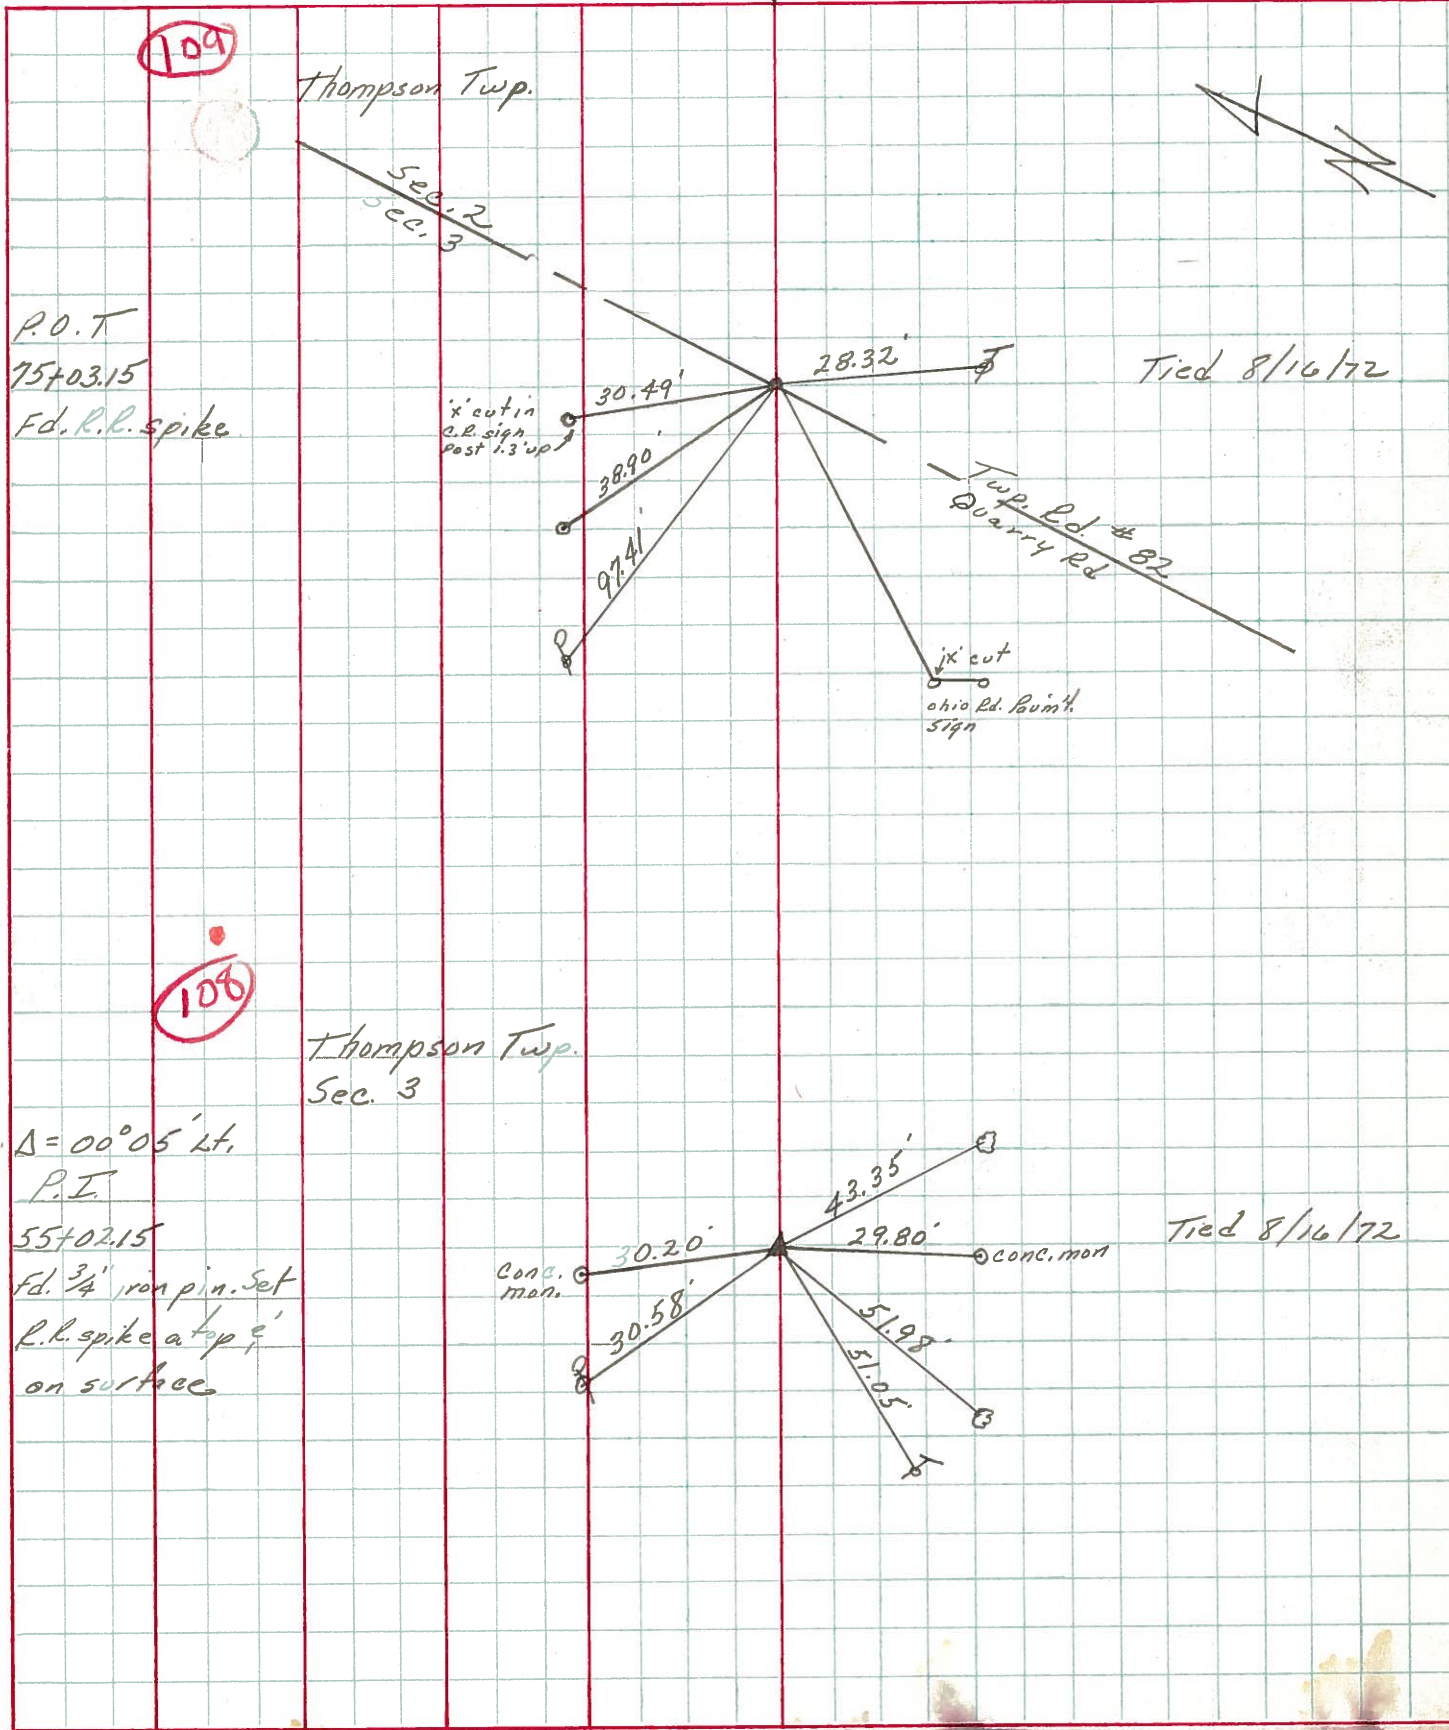 109
Thompson Twp.
N
Sec. 2
Sec. 3
P.O.T
75+03.15
Fd. R.R. spike
28.32'
Tied 8/16/72
30.49'
'x' cut in
C.R. sign
Post 1.3' up
38.90'
97.41'
Twp. Rd. # 82
Quarry Rd
'x' cut
Ohio Rd.
sign
108
Thompson Twp.
Sec. 3
Δ = 00°05' Lt.
P.I.
55+02.15
Fd. 3/4" iron pin. Set
R.R. spike atop &
on surface
43.35'
29.80'
conc. mon
Tied 8/16/72
30.20'
Conc.
mon.
30.58'
51.98'
51.05'